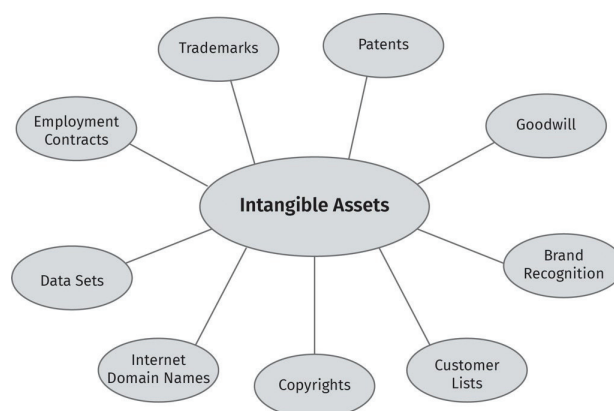 Trademarks
Patents
Employment
Contracts
Goodwill
Intangible Assets
Data Sets
Brand
Recognition
Internet
Domain Names
Copyrights
Customer
Lists